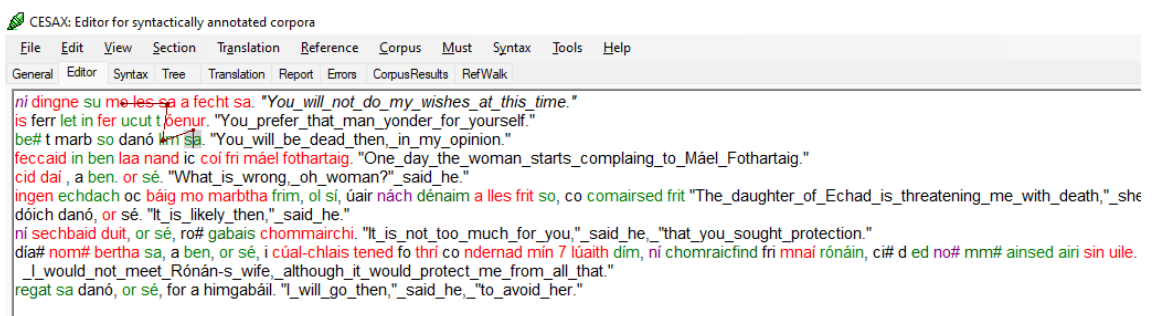 CESAX: Editor for syntactically annotated corpora
File Edit View Section Translation Reference Corpus Must Syntax Tools Help
General Editor Syntax Tree Translation Report Errors CorpusResults RefWalk
ní dingne su mo les sa a fecht sa. "You_will_not_do_my_wishes_at_this_time."
is ferr let in fer ucut t óenur. "You_prefer_that_man_yonder_for_yourself."
be# t marb so danó lim sa. "You_will_be_dead_then,_in_my_opinion."
feccaid in ben laa nand ic coí fri máel fothartaig. "One_day_the_woman_starts_complaing_to_Máel_Fothartaig."
cid daí , a ben. or sé. "What_is_wrong,_oh_woman?"_said_he."
ingen echdach oc báig mo marbtha frim, ol sí, úair nách dénaim a lles frit so, co comairsed frit "The_daughter_of_Echad_is_threatening_me_with_death,"_she
dóich danó, or sé. "It_is_likely_then,"_said_he."
ní sechbaid duit, or sé, ro# gabais chommairchi. "It_is_not_too_much_for_you,"_said_he,_"that_you_sought_protection."
día# nom# bertha sa, a ben, or sé, i cúal-chlais tened fo thrí co ndernad mín 7 lúaith dím, ní chomraicfind fri mnaí rónáin, ci# d ed no# mm# ainsed airi sin uile.
_I_would_not_meet_Rónán-s_wife,_although_it_would_protect_me_from_all_that."
regat sa danó, or sé, for a himgabáil. "I_will_go_then,"_said_he,_"to_avoid_her."